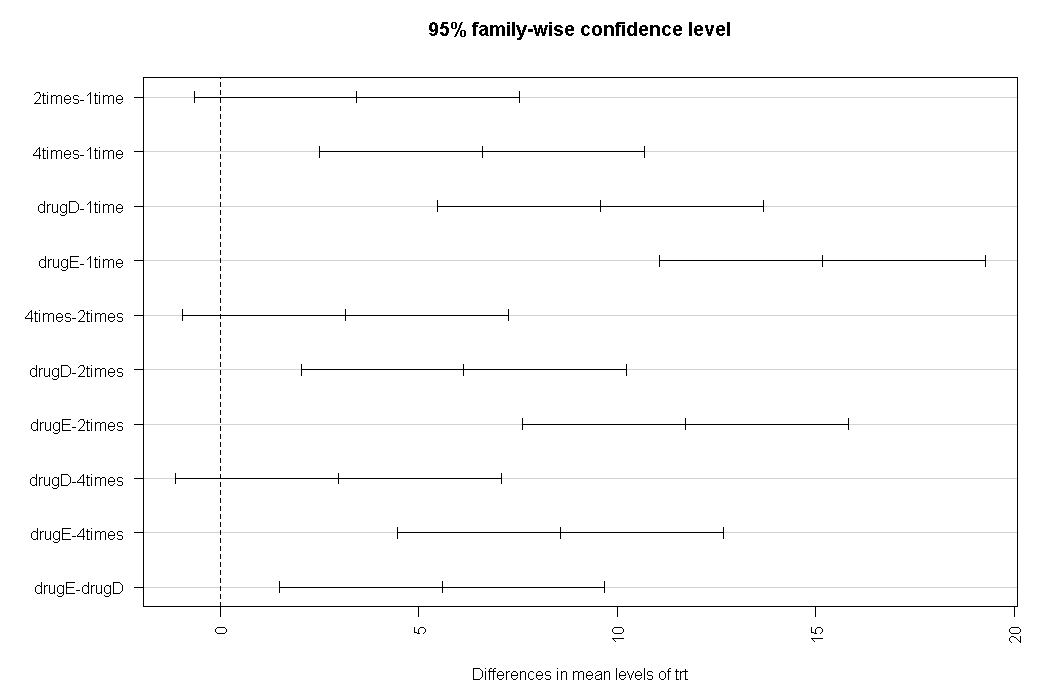 95% family-wise confidence level
2times-1time
4times-1time
drugD-1time
drugE-1time
4times-2times
drugD-2times
drugE-2times
drugD-4times
drugE-4times
drugE-drugD
0 5 10 15 20
Differences in mean levels of trt